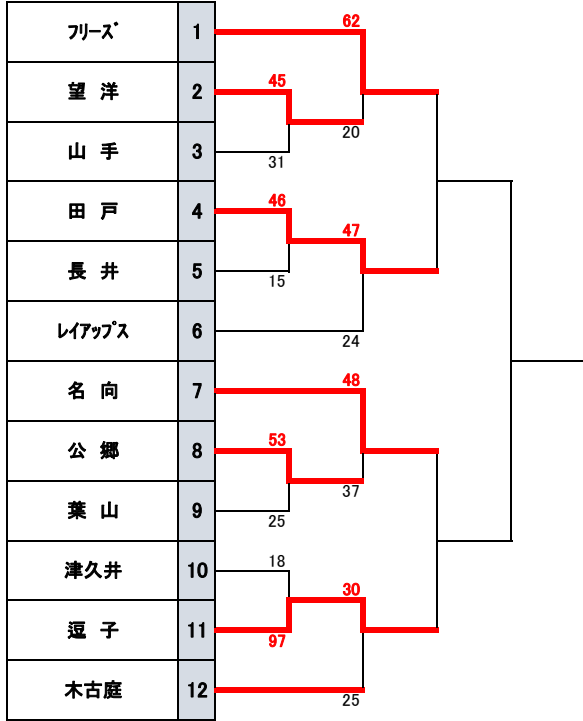 フリーズ 1 62
望 洋 2 45
20
山 手 3 31
田 戸 4 46
47
長 井 5 15
レイアップス 6 24
名 向 7 48
公 郷 8 53
37
葉 山 9 25
津久井 10 18
30
逗 子 11 97
木古庭 12 25